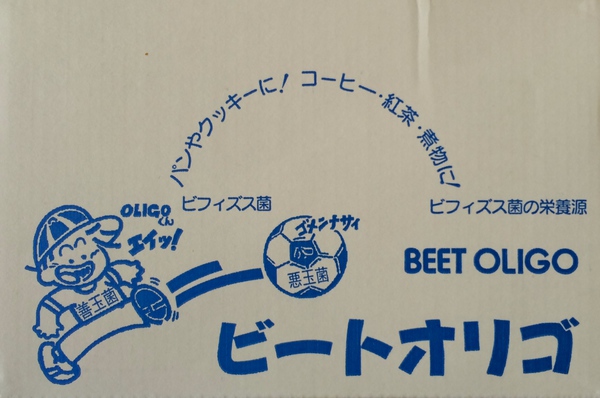 パンやクッキーに! コーヒー・紅茶・煮物に!
ビフィズス菌
ビフィズス菌の栄養源
OLIGOくん
エイッ!
ゴメンナサイ
悪玉菌
善玉菌
BEET OLIGO
ビートオリゴ